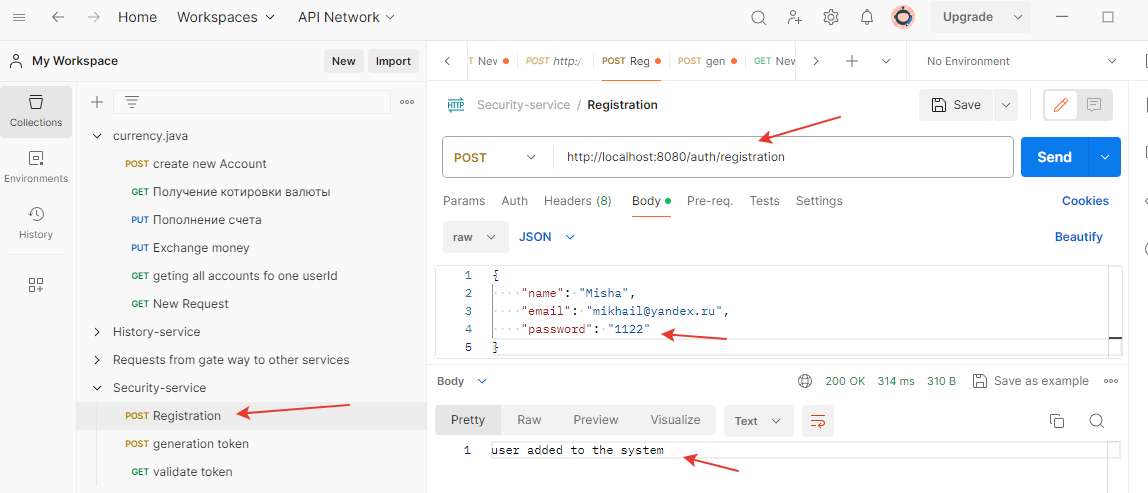 Home Workspaces API Network Upgrade
My Workspace New Import
New POST http:/ POST Reg POST gen GET New No Environment
Collections
Environments
History
currency.java
POST create new Account
GET Получение котировки валюты
PUT Пополнение счета
PUT Exchange money
GET geting all accounts fo one userId
GET New Request
History-service
Requests from gate way to other services
Security-service
POST Registration
POST generation token
GET validate token
HTTP Security-service / Registration Save
POST http://localhost:8080/auth/registration Send
Params Auth Headers (8) Body Pre-req. Tests Settings Cookies
raw JSON Beautify
1 {
2 "name": "Misha",
3 "email": "mikhail@yandex.ru",
4 "password": "1122"
5 }
Body 200 OK 314 ms 310 B Save as example
Pretty Raw Preview Visualize Text
1 user added to the system